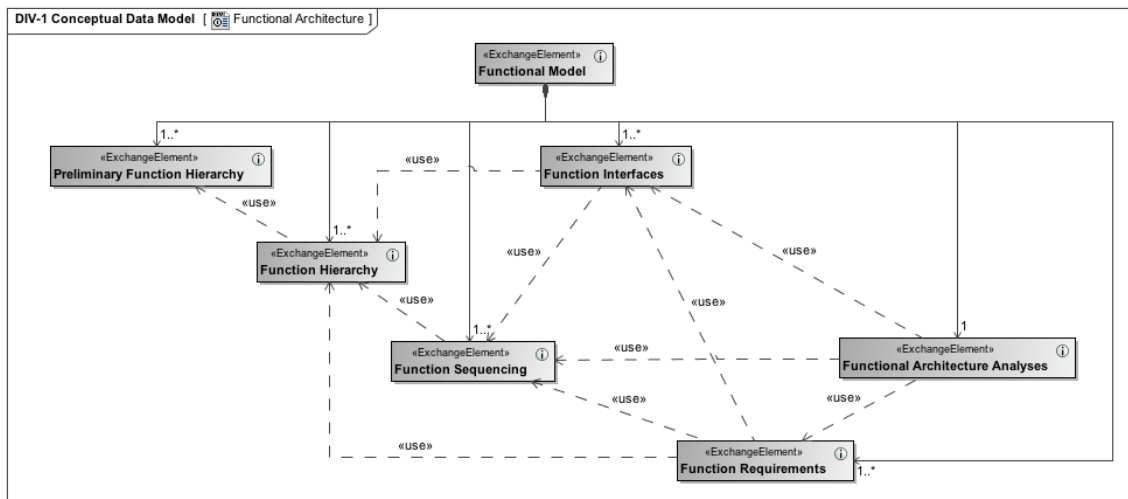 DIV-1 Conceptual Data Model [ Functional Architecture ]
«ExchangeElement»
Functional Model
1..*
1..*
«ExchangeElement»
Preliminary Function Hierarchy
«use»
«ExchangeElement»
Function Interfaces
«use»
1..*
«ExchangeElement»
Function Hierarchy
«use»
«use»
«use»
«use»
1..*
1
«ExchangeElement»
Function Sequencing
«use»
«ExchangeElement»
Functional Architecture Analyses
«use»
«use»
«use»
«ExchangeElement»
Function Requirements
1..*